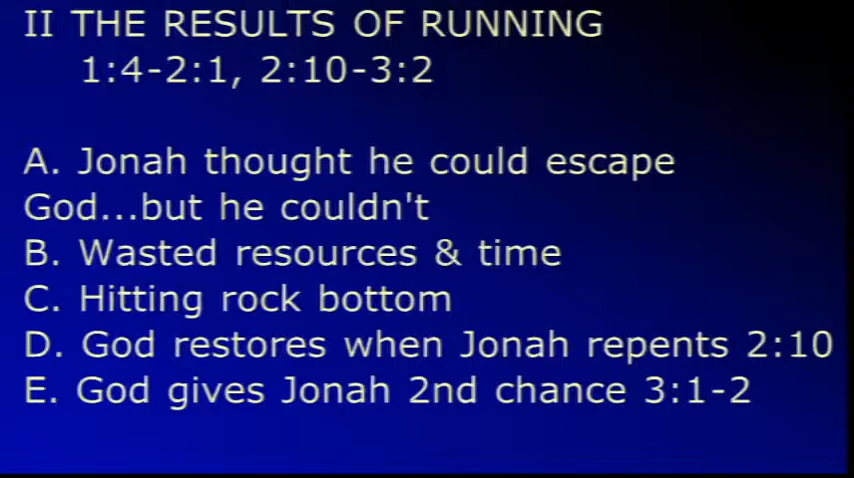 II THE RESULTS OF RUNNING
1:4-2:1, 2:10-3:2
A. Jonah thought he could escape
God...but he couldn't
B. Wasted resources & time
C. Hitting rock bottom
D. God restores when Jonah repents 2:10
E. God gives Jonah 2nd chance 3:1-2